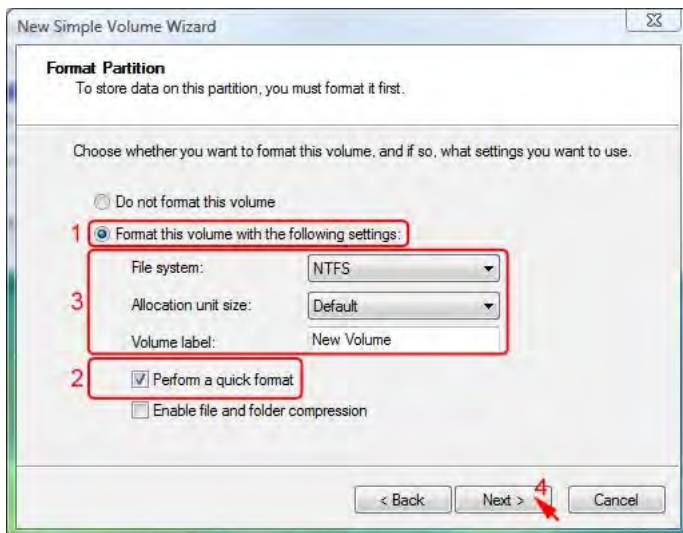 New Simple Volume Wizard
Format Partition
To store data on this partition, you must format it first.
Choose whether you want to format this volume, and if so, what settings you want to use.
Do not format this volume
1 Format this volume with the following settings:
File system: NTFS
3 Allocation unit size: Default
Volume label: New Volume
2 Perform a quick format
Enable file and folder compression
< Back Next > 4 Cancel